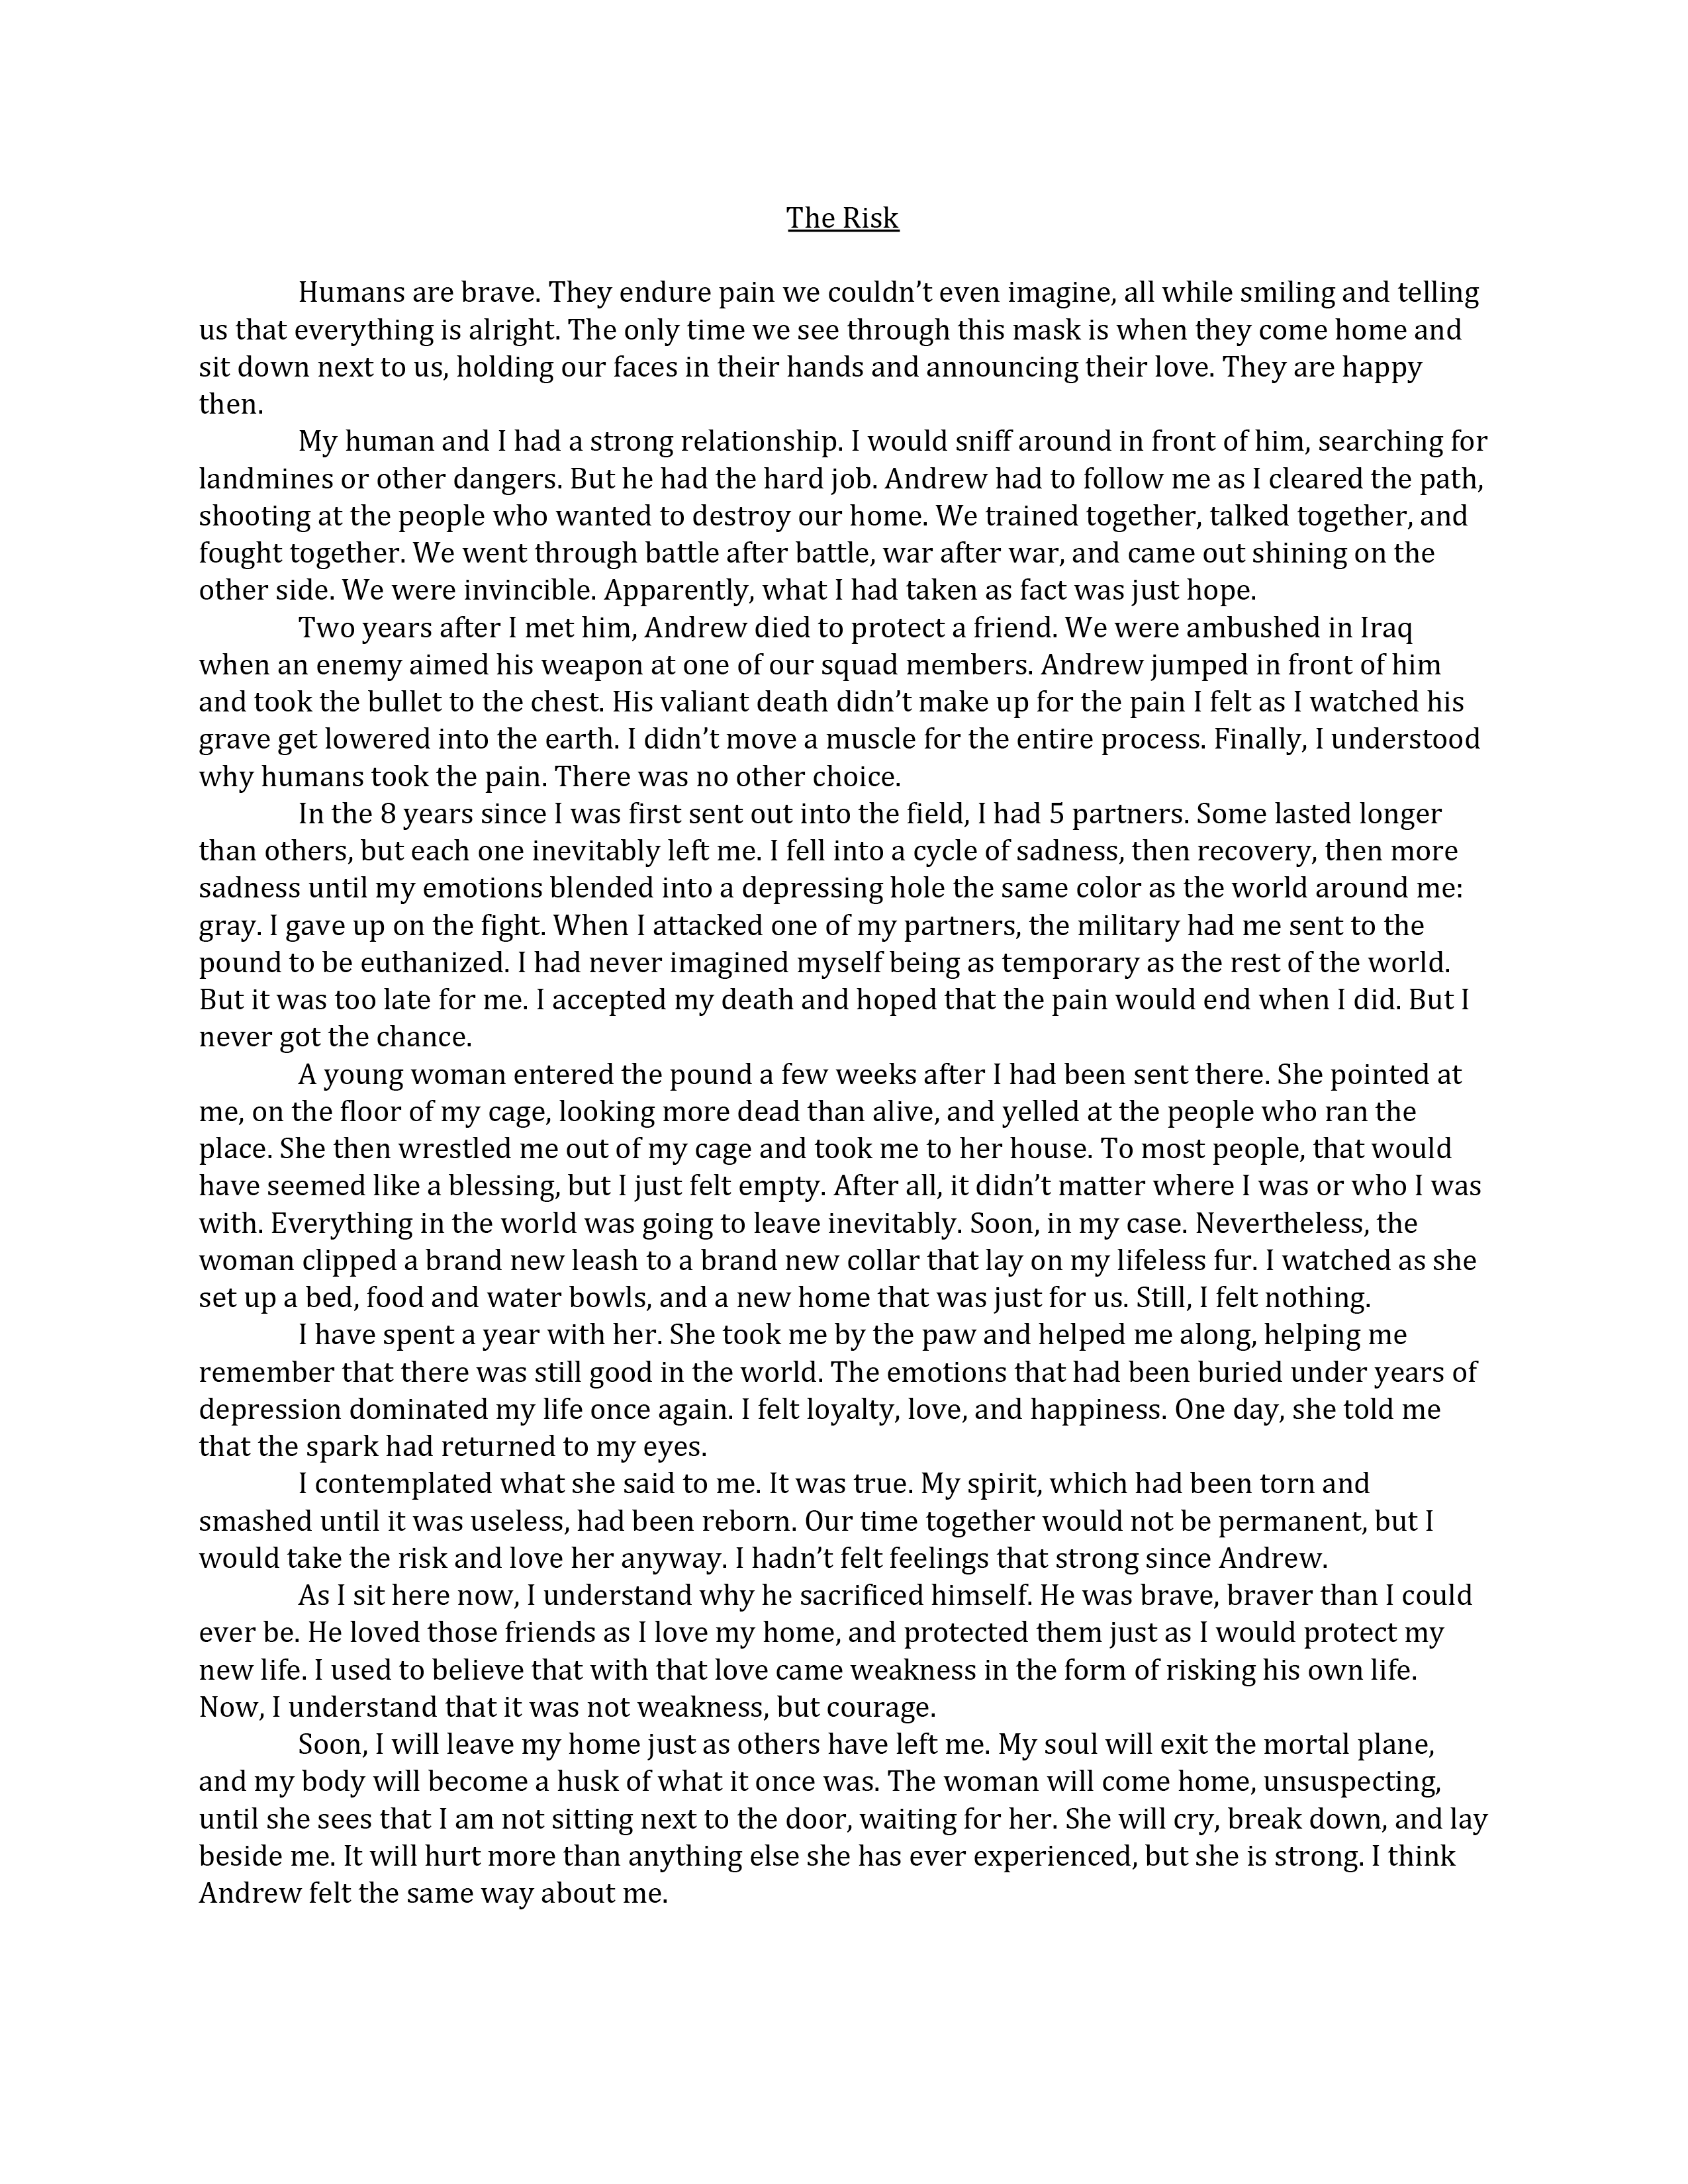 The Risk
Humans are brave. They endure pain we couldn’t even imagine, all while smiling and telling
us that everything is alright. The only time we see through this mask is when they come home and
sit down next to us, holding our faces in their hands and announcing their love. They are happy
then.
My human and I had a strong relationship. I would sniff around in front of him, searching for
landmines or other dangers. But he had the hard job. Andrew had to follow me as I cleared the path,
shooting at the people who wanted to destroy our home. We trained together, talked together, and
fought together. We went through battle after battle, war after war, and came out shining on the
other side. We were invincible. Apparently, what I had taken as fact was just hope.
Two years after I met him, Andrew died to protect a friend. We were ambushed in Iraq
when an enemy aimed his weapon at one of our squad members. Andrew jumped in front of him
and took the bullet to the chest. His valiant death didn’t make up for the pain I felt as I watched his
grave get lowered into the earth. I didn’t move a muscle for the entire process. Finally, I understood
why humans took the pain. There was no other choice.
In the 8 years since I was first sent out into the field, I had 5 partners. Some lasted longer
than others, but each one inevitably left me. I fell into a cycle of sadness, then recovery, then more
sadness until my emotions blended into a depressing hole the same color as the world around me:
gray. I gave up on the fight. When I attacked one of my partners, the military had me sent to the
pound to be euthanized. I had never imagined myself being as temporary as the rest of the world.
But it was too late for me. I accepted my death and hoped that the pain would end when I did. But I
never got the chance.
A young woman entered the pound a few weeks after I had been sent there. She pointed at
me, on the floor of my cage, looking more dead than alive, and yelled at the people who ran the
place. She then wrestled me out of my cage and took me to her house. To most people, that would
have seemed like a blessing, but I just felt empty. After all, it didn’t matter where I was or who I was
with. Everything in the world was going to leave inevitably. Soon, in my case. Nevertheless, the
woman clipped a brand new leash to a brand new collar that lay on my lifeless fur. I watched as she
set up a bed, food and water bowls, and a new home that was just for us. Still, I felt nothing.
I have spent a year with her. She took me by the paw and helped me along, helping me
remember that there was still good in the world. The emotions that had been buried under years of
depression dominated my life once again. I felt loyalty, love, and happiness. One day, she told me
that the spark had returned to my eyes.
I contemplated what she said to me. It was true. My spirit, which had been torn and
smashed until it was useless, had been reborn. Our time together would not be permanent, but I
would take the risk and love her anyway. I hadn’t felt feelings that strong since Andrew.
As I sit here now, I understand why he sacrificed himself. He was brave, braver than I could
ever be. He loved those friends as I love my home, and protected them just as I would protect my
new life. I used to believe that with that love came weakness in the form of risking his own life.
Now, I understand that it was not weakness, but courage.
Soon, I will leave my home just as others have left me. My soul will exit the mortal plane,
and my body will become a husk of what it once was. The woman will come home, unsuspecting,
until she sees that I am not sitting next to the door, waiting for her. She will cry, break down, and lay
beside me. It will hurt more than anything else she has ever experienced, but she is strong. I think
Andrew felt the same way about me.